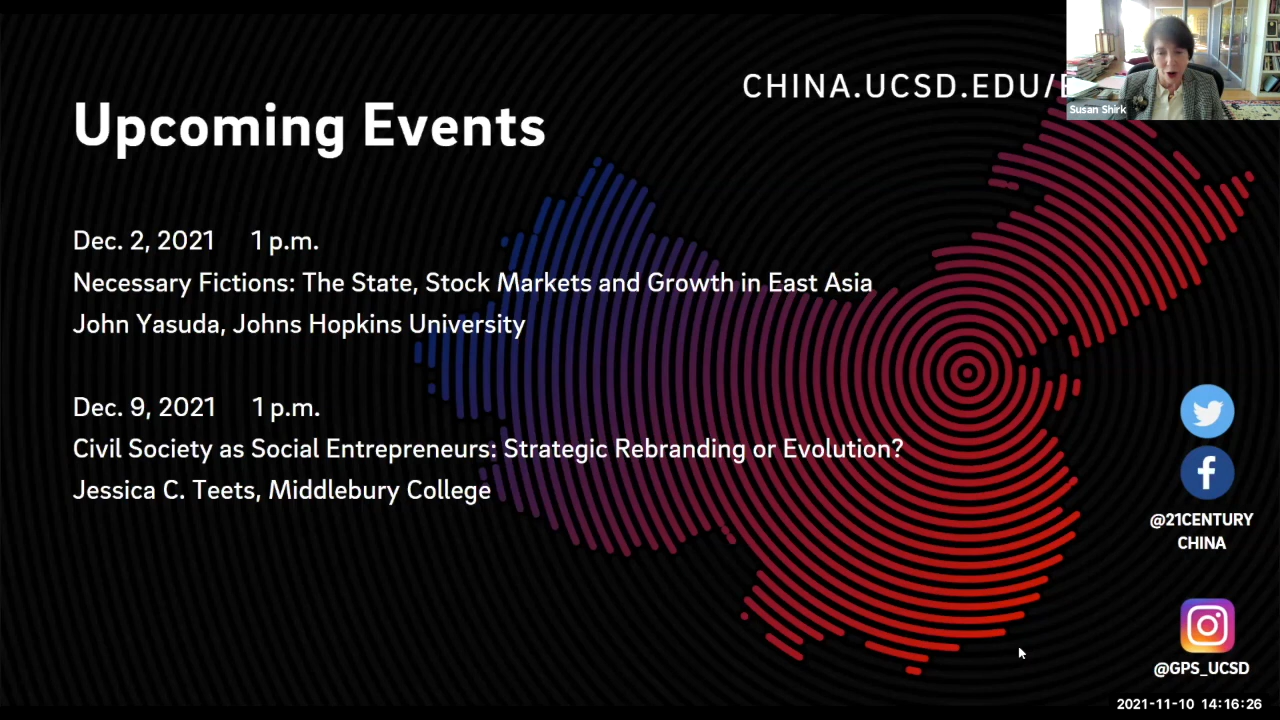 CHINA.UCSD.EDU/
Susan Shirk
Upcoming Events
Dec. 2, 2021 1 p.m.
Necessary Fictions: The State, Stock Markets and Growth in East Asia
John Yasuda, Johns Hopkins University
Dec. 9, 2021 1 p.m.
Civil Society as Social Entrepreneurs: Strategic Rebranding or Evolution?
Jessica C. Teets, Middlebury College
@21CENTURY
CHINA
@GPS_UCSD
2021-11-10 14:16:26